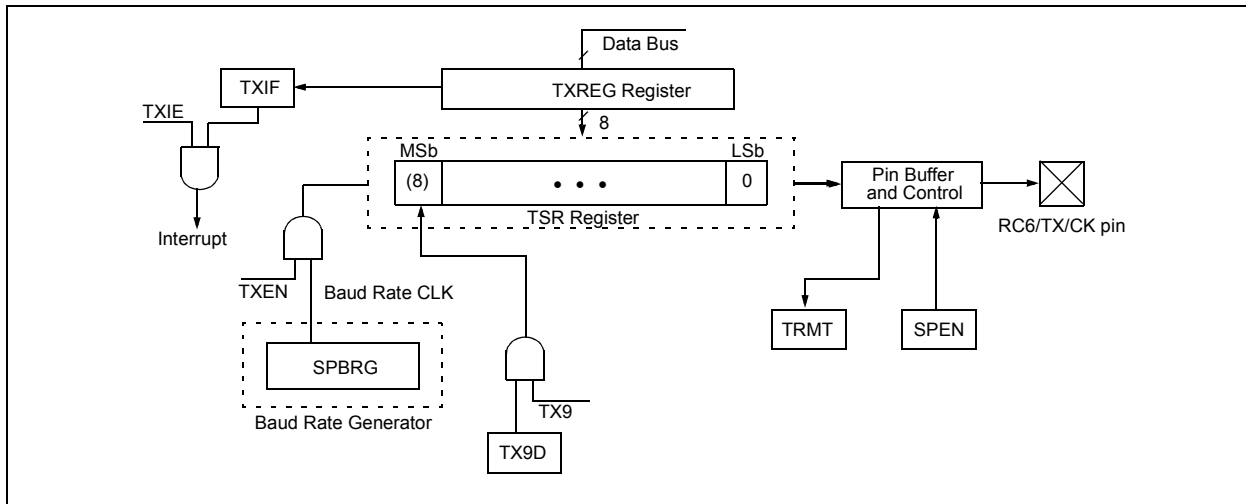 Data Bus
TXIF
TXREG Register
TXIE
8
MSb
LSb
(8)
• • •
0
Pin Buffer
and Control
TSR Register
Interrupt
RC6/TX/CK pin
TXEN
Baud Rate CLK
TRMT
SPEN
SPBRG
TX9
Baud Rate Generator
TX9D